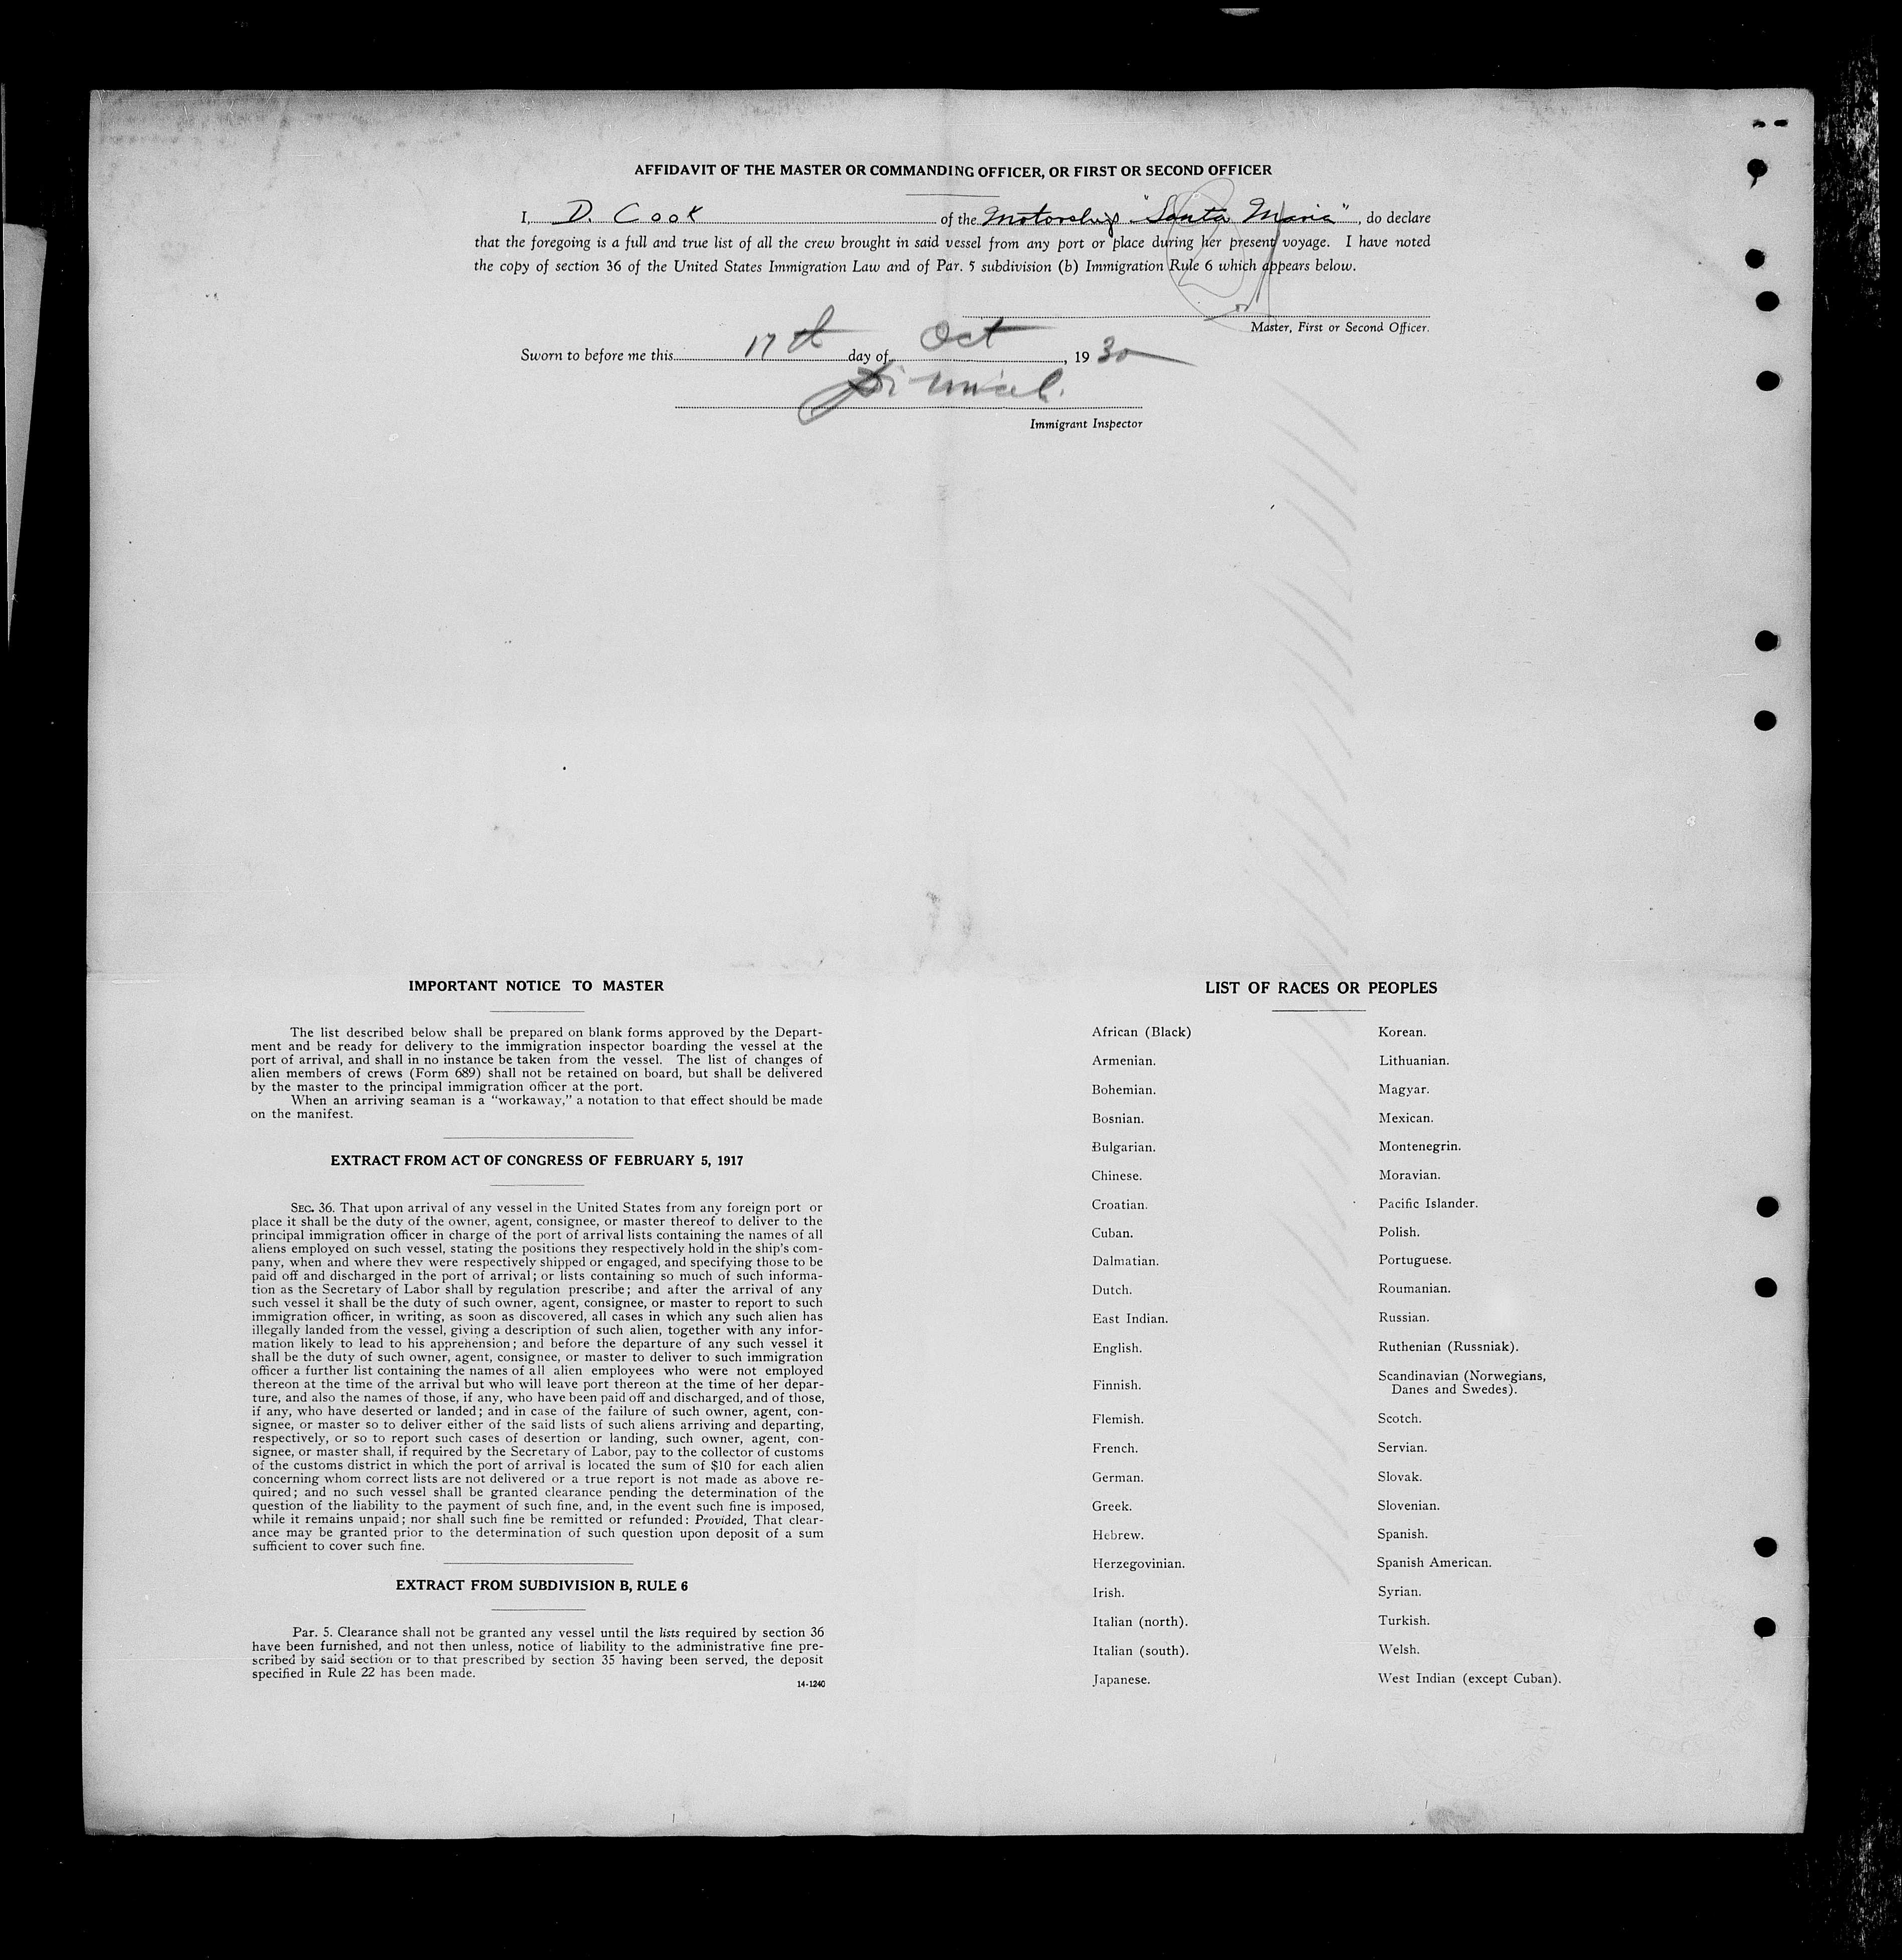 AFFIDAVIT OF THE MASTER OR COMMANDING OFFICER, OR FIRST OR SECOND OFFICER
I, D. Cook of the Motorship "Santa Maria", do declare
that the foregoing is a full and true list of all the crew brought in said vessel from any port or place during her present voyage. I have noted
the copy of section 36 of the United States Immigration Law and of Par. 5 subdivision (b) Immigration Rule 6 which appears below.
Master, First or Second Officer.
Sworn to before me this 17th day of Oct, 1930
Immigrant Inspector
IMPORTANT NOTICE TO MASTER
The list described below shall be prepared on blank forms approved by the Depart-
ment and be ready for delivery to the immigration inspector boarding the vessel at the
port of arrival, and shall in no instance be taken from the vessel. The list of changes of
alien members of crews (Form 689) shall not be retained on board, but shall be delivered
by the master to the principal immigration officer at the port.
When an arriving seaman is a "workaway," a notation to that effect should be made
on the manifest.
EXTRACT FROM ACT OF CONGRESS OF FEBRUARY 5, 1917
SEC. 36. That upon arrival of any vessel in the United States from any foreign port or
place it shall be the duty of the owner, agent, consignee, or master thereof to deliver to the
principal immigration officer in charge of the port of arrival lists containing the names of all
aliens employed on such vessel, stating the positions they respectively hold in the ship's com-
pany, when and where they were respectively shipped or engaged, and specifying those to be
paid off and discharged in the port of arrival; or lists containing so much of such informa-
tion as the Secretary of Labor shall by regulation prescribe; and after the arrival of any
such vessel it shall be the duty of such owner, agent, consignee, or master to report to such
immigration officer, in writing, as soon as discovered, all cases in which any such alien has
illegally landed from the vessel, giving a description of such alien, together with any infor-
mation likely to lead to his apprehension; and before the departure of any such vessel it
shall be the duty of such owner, agent, consignee, or master to deliver to such immigration
officer a further list containing the names of all alien employees who were not employed
thereon at the time of the arrival but who will leave port thereon at the time of her depar-
ture, and also the names of those, if any, who have been paid off and discharged, and of those,
if any, who have deserted or landed; and in case of the failure of such owner, agent, con-
signee, or master so to deliver either of the said lists of such aliens arriving and departing,
respectively, or so to report such cases of desertion or landing, such owner, agent, con-
signee, or master shall, if required by the Secretary of Labor, pay to the collector of customs
of the customs district in which the port of arrival is located the sum of $10 for each alien
concerning whom correct lists are not delivered or a true report is not made as above re-
quired; and no such vessel shall be granted clearance pending the determination of the
question of the liability to the payment of such fine, and, in the event such fine is imposed,
while it remains unpaid; nor shall such fine be remitted or refunded: Provided, That clear-
ance may be granted prior to the determination of such question upon deposit of a sum
sufficient to cover such fine.
EXTRACT FROM SUBDIVISION B, RULE 6
Par. 5. Clearance shall not be granted any vessel until the lists required by section 36
have been furnished, and not then unless, notice of liability to the administrative fine pre-
scribed by said section or to that prescribed by section 35 having been served, the deposit
specified in Rule 22 has been made.
14-1240
LIST OF RACES OR PEOPLES
African (Black)
Armenian.
Bohemian.
Bosnian.
Bulgarian.
Chinese.
Croatian.
Cuban.
Dalmatian.
Dutch.
East Indian.
English.
Finnish.
Flemish.
French.
German.
Greek.
Hebrew.
Herzegovinian.
Irish.
Italian (north).
Italian (south).
Japanese.
Korean.
Lithuanian.
Magyar.
Mexican.
Montenegrin.
Moravian.
Pacific Islander.
Polish.
Portuguese.
Roumanian.
Russian.
Ruthenian (Russniak).
Scandinavian (Norwegians,
Danes and Swedes).
Scotch.
Servian.
Slovak.
Slovenian.
Spanish.
Spanish American.
Syrian.
Turkish.
Welsh.
West Indian (except Cuban).